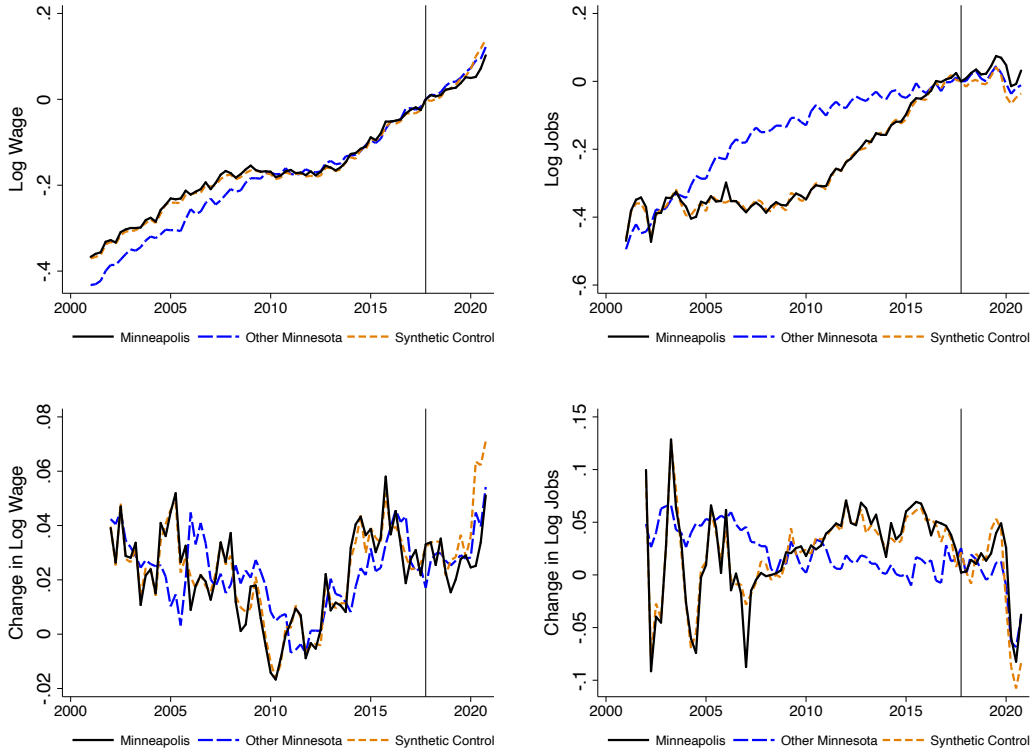 Log Wage
.2
0
-.2
-.4
2000 2005 2010 2015 2020
Minneapolis Other Minnesota Synthetic Control
Log Jobs
.2
0
-.2
-.4
-.6
2000 2005 2010 2015 2020
Minneapolis Other Minnesota Synthetic Control
Change in Log Wage
.08
.06
.04
.02
0
-.02
2000 2005 2010 2015 2020
Minneapolis Other Minnesota Synthetic Control
Change in Log Jobs
.15
.1
.05
0
-.05
-.1
2000 2005 2010 2015 2020
Minneapolis Other Minnesota Synthetic Control